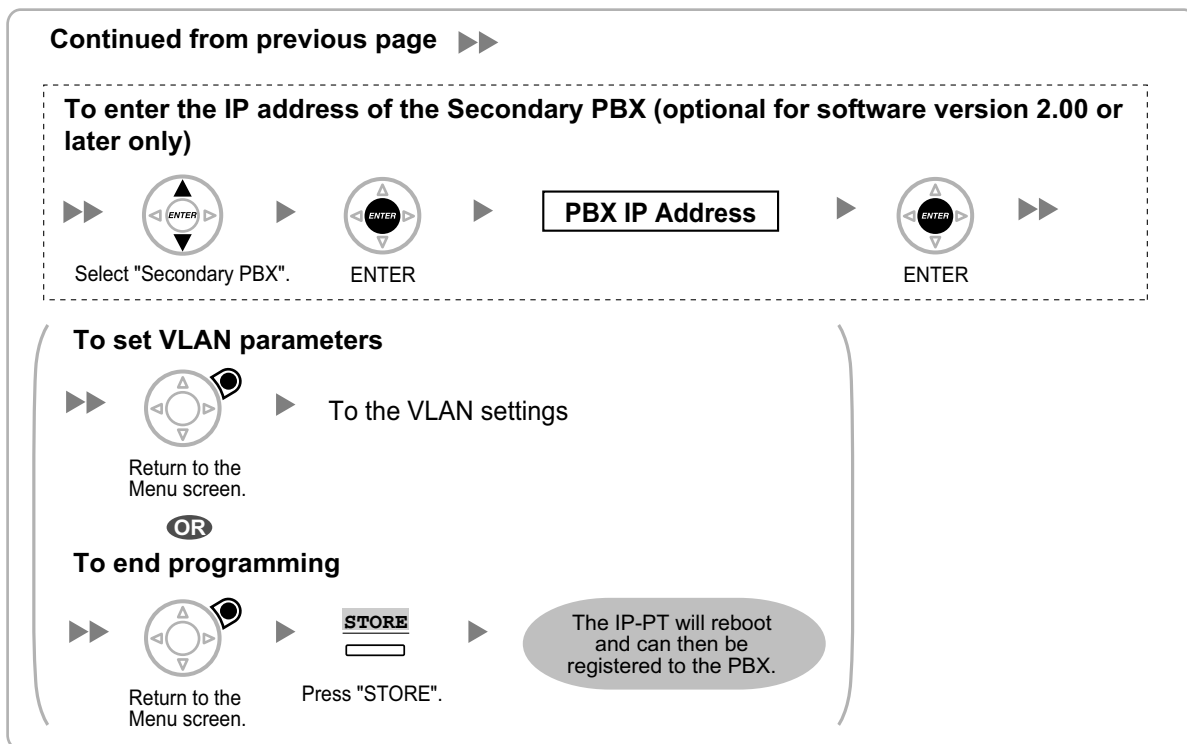 Continued from previous page
To enter the IP address of the Secondary PBX (optional for software version 2.00 or
later only)
ENTER
ENTER
PBX IP Address
ENTER
Select "Secondary PBX".
ENTER
ENTER
To set VLAN parameters
To the VLAN settings
Return to the
Menu screen.
OR
To end programming
STORE
The IP-PT will reboot
and can then be
registered to the PBX.
Return to the
Menu screen.
Press "STORE".